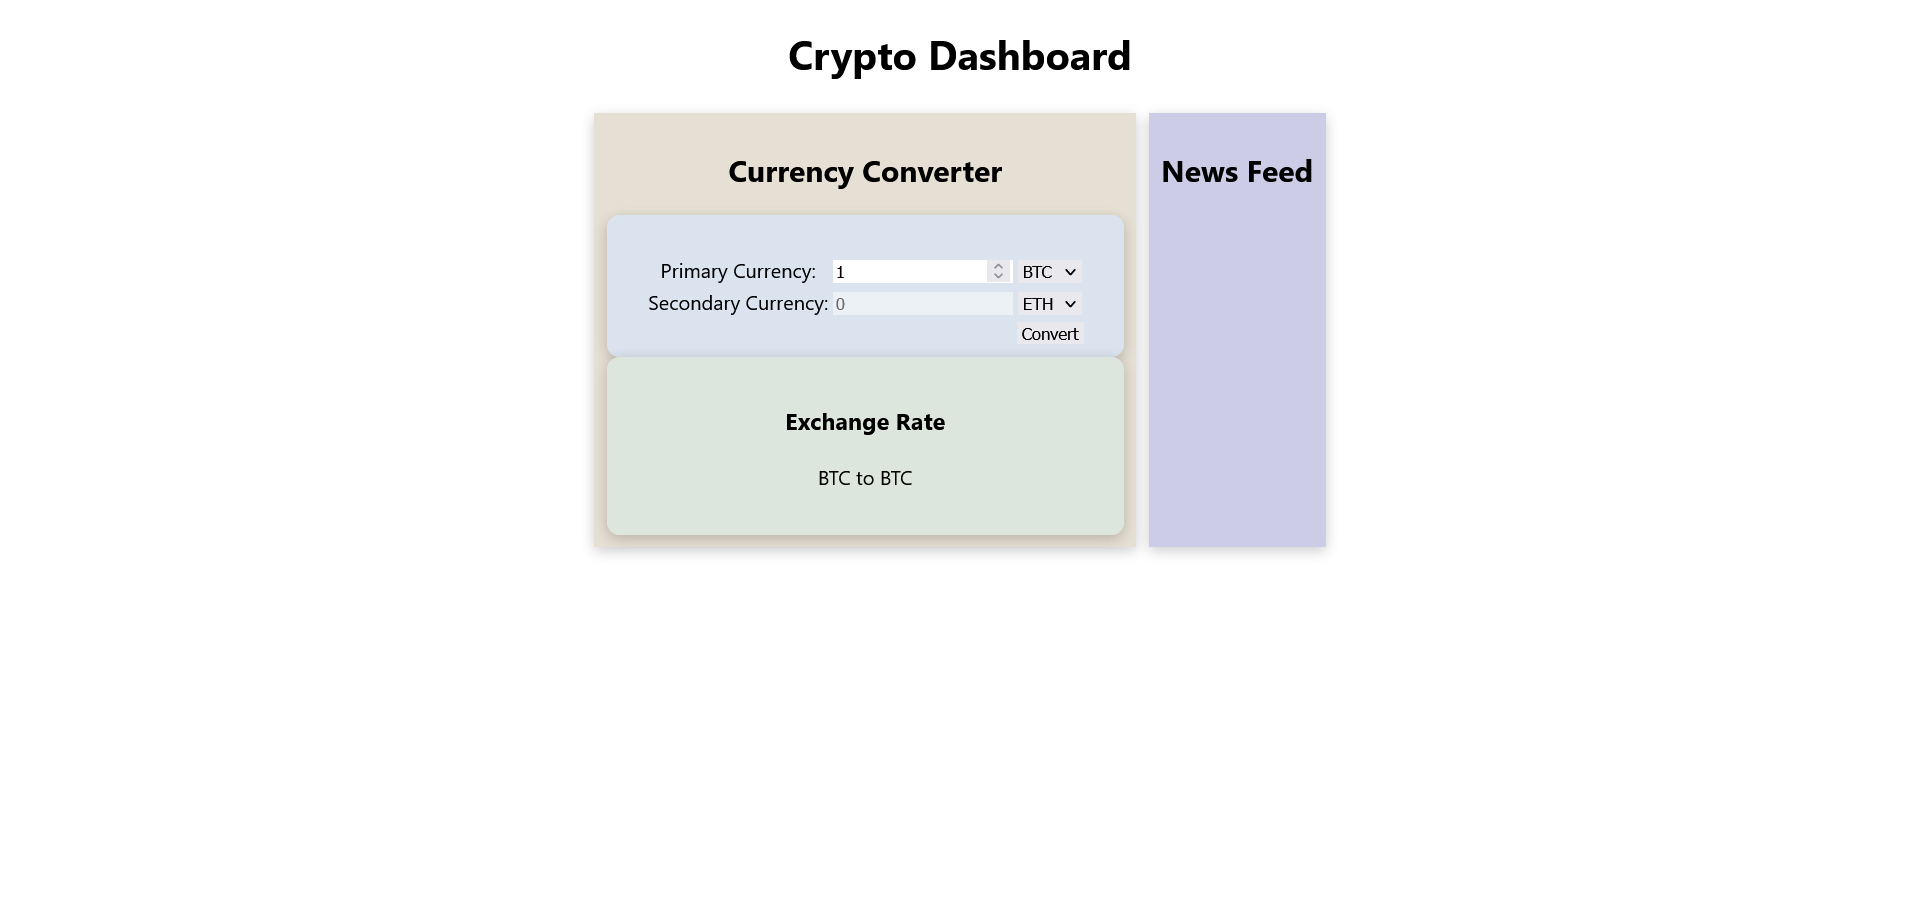 Crypto Dashboard
Currency Converter
Primary Currency: 1 BTC
Secondary Currency: 0 ETH
Convert
Exchange Rate
BTC to BTC
News Feed